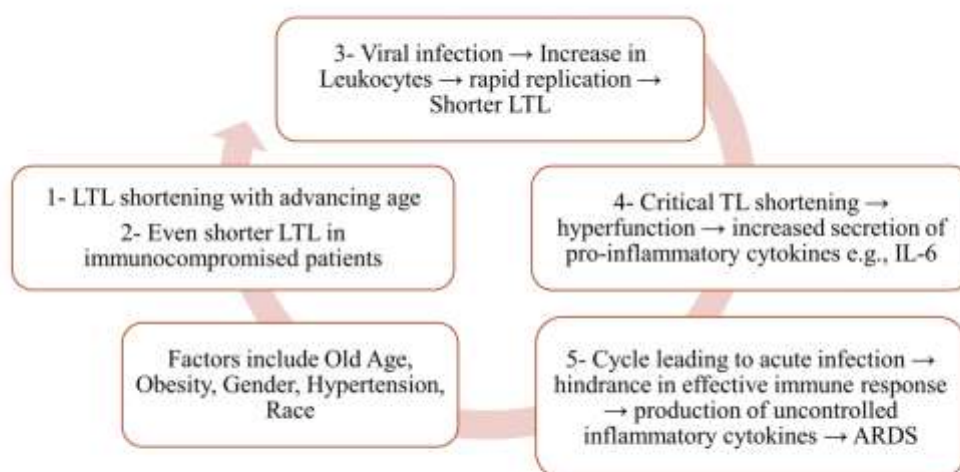 3- Viral infection → Increase in
Leukocytes → rapid replication →
Shorter LTL
1- LTL shortening with advancing age
2- Even shorter LTL in
immunocompromised patients
4- Critical TL shortening →
hyperfunction → increased secretion of
pro-inflammatory cytokines e.g., IL-6
Factors include Old Age,
Obesity, Gender, Hypertension,
Race
5- Cycle leading to acute infection →
hindrance in effective immune response
→ production of uncontrolled
inflammatory cytokines → ARDS